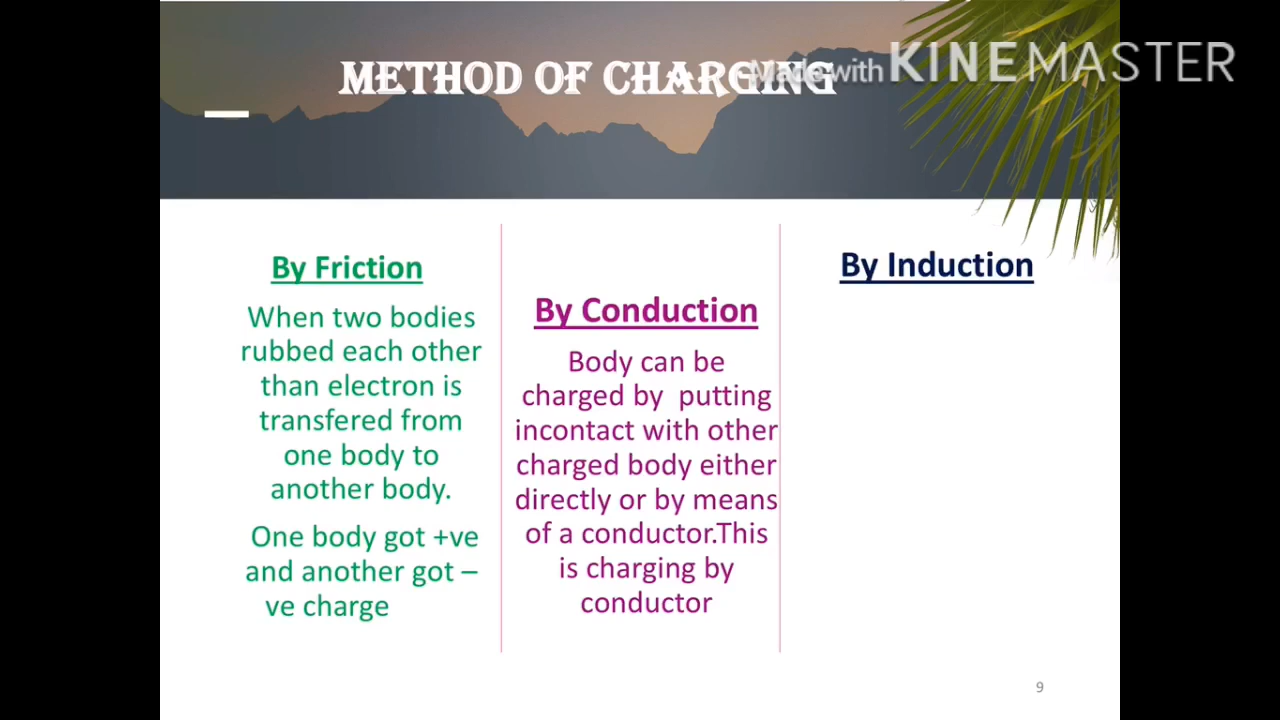 METHOD OF CHARGING
Made with KINEMASTER
By Friction
When two bodies
rubbed each other
than electron is
transfered from
one body to
another body.
One body got +ve
and another got –
ve charge
By Conduction
Body can be
charged by putting
incontact with other
charged body either
directly or by means
of a conductor.This
is charging by
conductor
By Induction
9